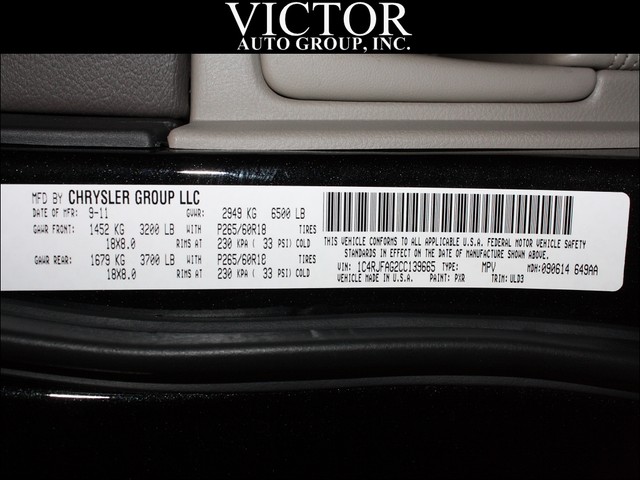 VICTOR
AUTO GROUP, INC.
MFD BY CHRYSLER GROUP LLC
DATE OF MFR: 9-11 GVWR: 2949 KG 6500 LB
GAWR FRONT: 1452 KG 3200 LB WITH P265/60R18 TIRES
18X8.0 RIMS AT 230 KPA ( 33 PSI) COLD
GAWR REAR: 1679 KG 3700 LB WITH P265/60R18 TIRES
18X8.0 RIMS AT 230 KPA ( 33 PSI) COLD
THIS VEHICLE CONFORMS TO ALL APPLICABLE U.S.A. FEDERAL MOTOR VEHICLE SAFETY
STANDARDS IN EFFECT ON THE DATE OF MANUFACTURE SHOWN ABOVE.
VIN: 1C4RJFAG2CC139665 TYPE: MPV MDH: 090614 649AA
VEHICLE MADE IN U.S.A. PAINT: PXR TRIM: ULD3